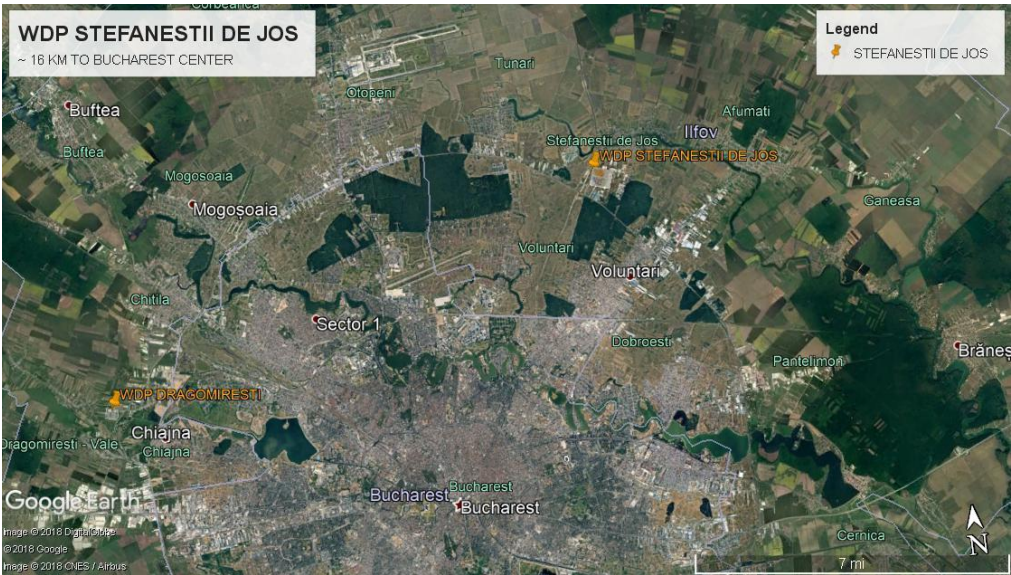 Corbeanca
WDP STEFANESTII DE JOS
~ 16 KM TO BUCHAREST CENTER
Legend
STEFANESTII DE JOS
Tunari
Otopeni
Buftea
Afumati
Ilfov
Stefanestii de Jos
Buftea
WDP STEFANESTII DE JOS
Mogosoaia
Ganeasa
Mogoșoaia
Voluntari
Voluntari
Chitila
Sector 1
Dobroesti
Brăneș
Pantelimon
WDP DRAGOMIRESTI
Chiajna
Dragomiresti - Vale
Chiajna
Bucharest
Bucharest
Bucharest
Google Earth
Image © 2018 DigitalGlobe
© 2018 Google
Image © 2018 CNES / Airbus
Cernica
N
7 mi